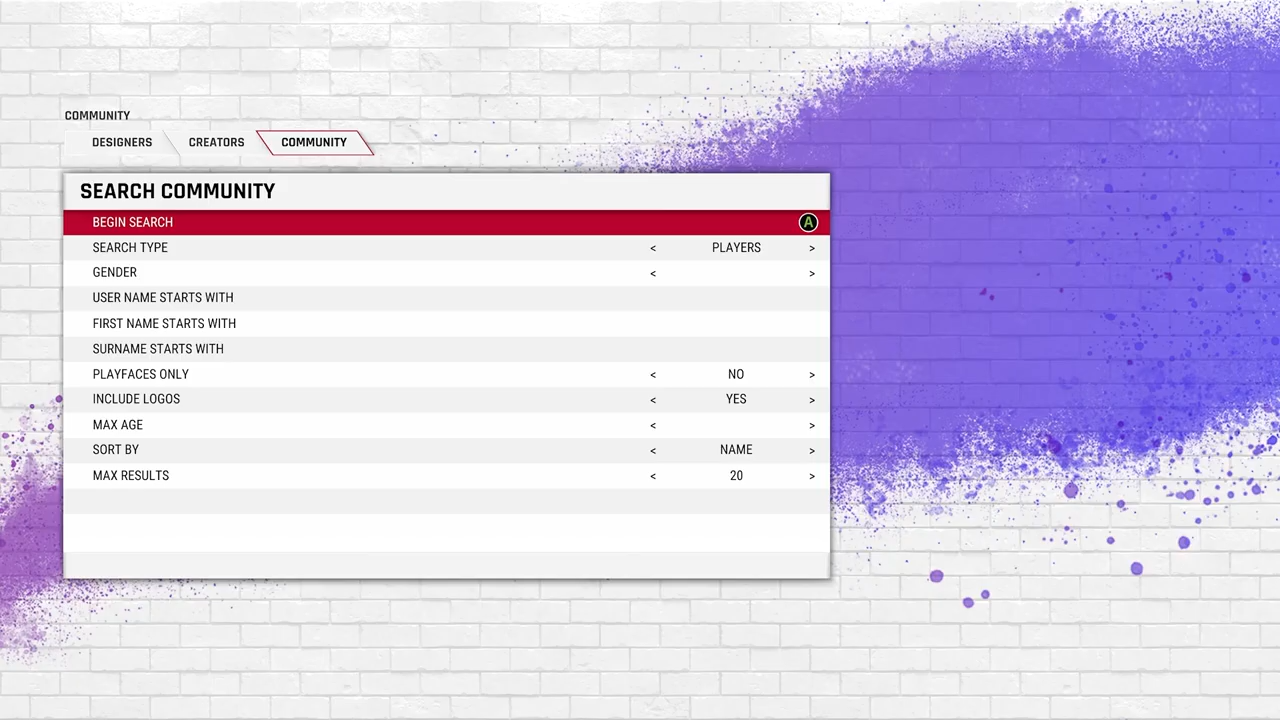 COMMUNITY
DESIGNERS CREATORS COMMUNITY
SEARCH COMMUNITY
BEGIN SEARCH A
SEARCH TYPE < PLAYERS >
GENDER < >
USER NAME STARTS WITH
FIRST NAME STARTS WITH
SURNAME STARTS WITH
PLAYFACES ONLY < NO >
INCLUDE LOGOS < YES >
MAX AGE < >
SORT BY < NAME >
MAX RESULTS < 20 >